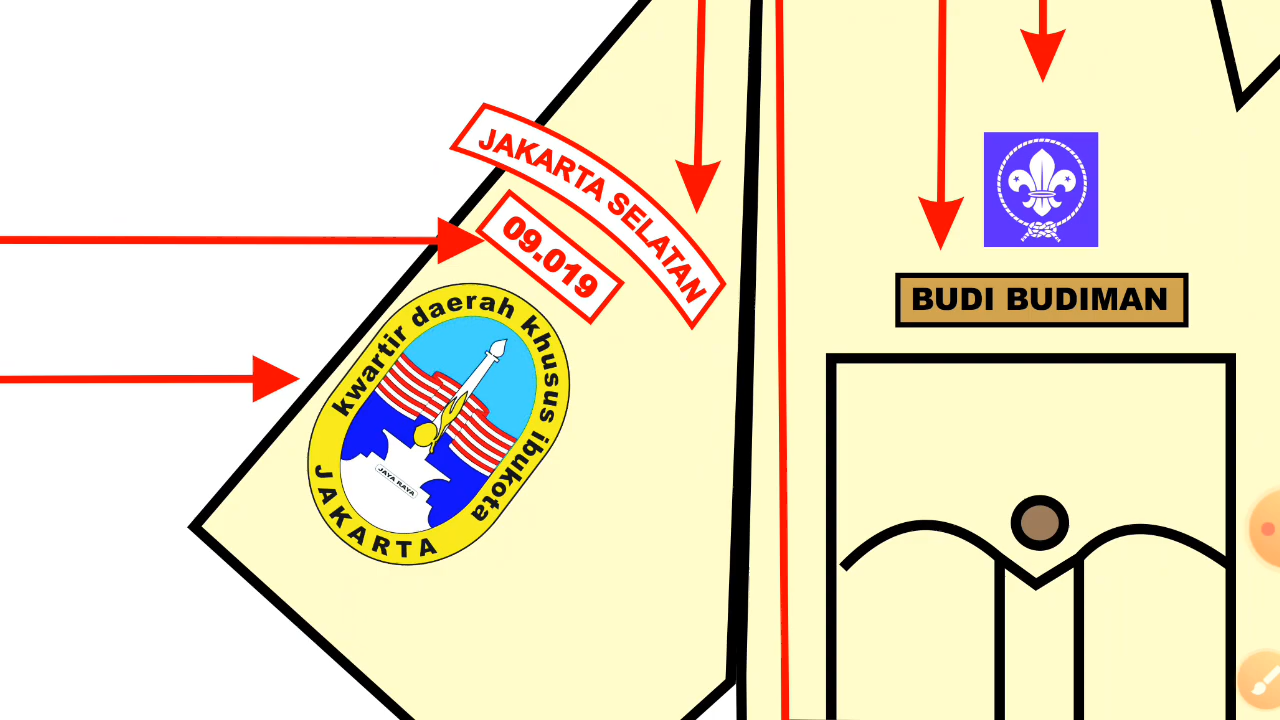 JAKARTA SELATAN
09.019
kwartir daerah khusus ibukota
JAKARTA
JAYA RAYA
BUDI BUDIMAN